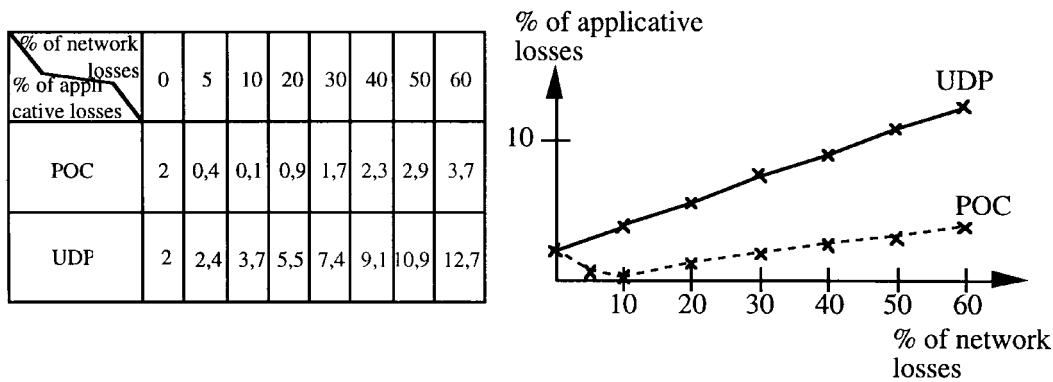 % of network
losses
% of appli
cative losses
0 5 10 20 30 40 50 60
POC 2 0,4 0,1 0,9 1,7 2,3 2,9 3,7
UDP 2 2,4 3,7 5,5 7,4 9,1 10,9 12,7
% of applicative
losses
UDP
10
POC
10 20 30 40 50 60
% of network
losses